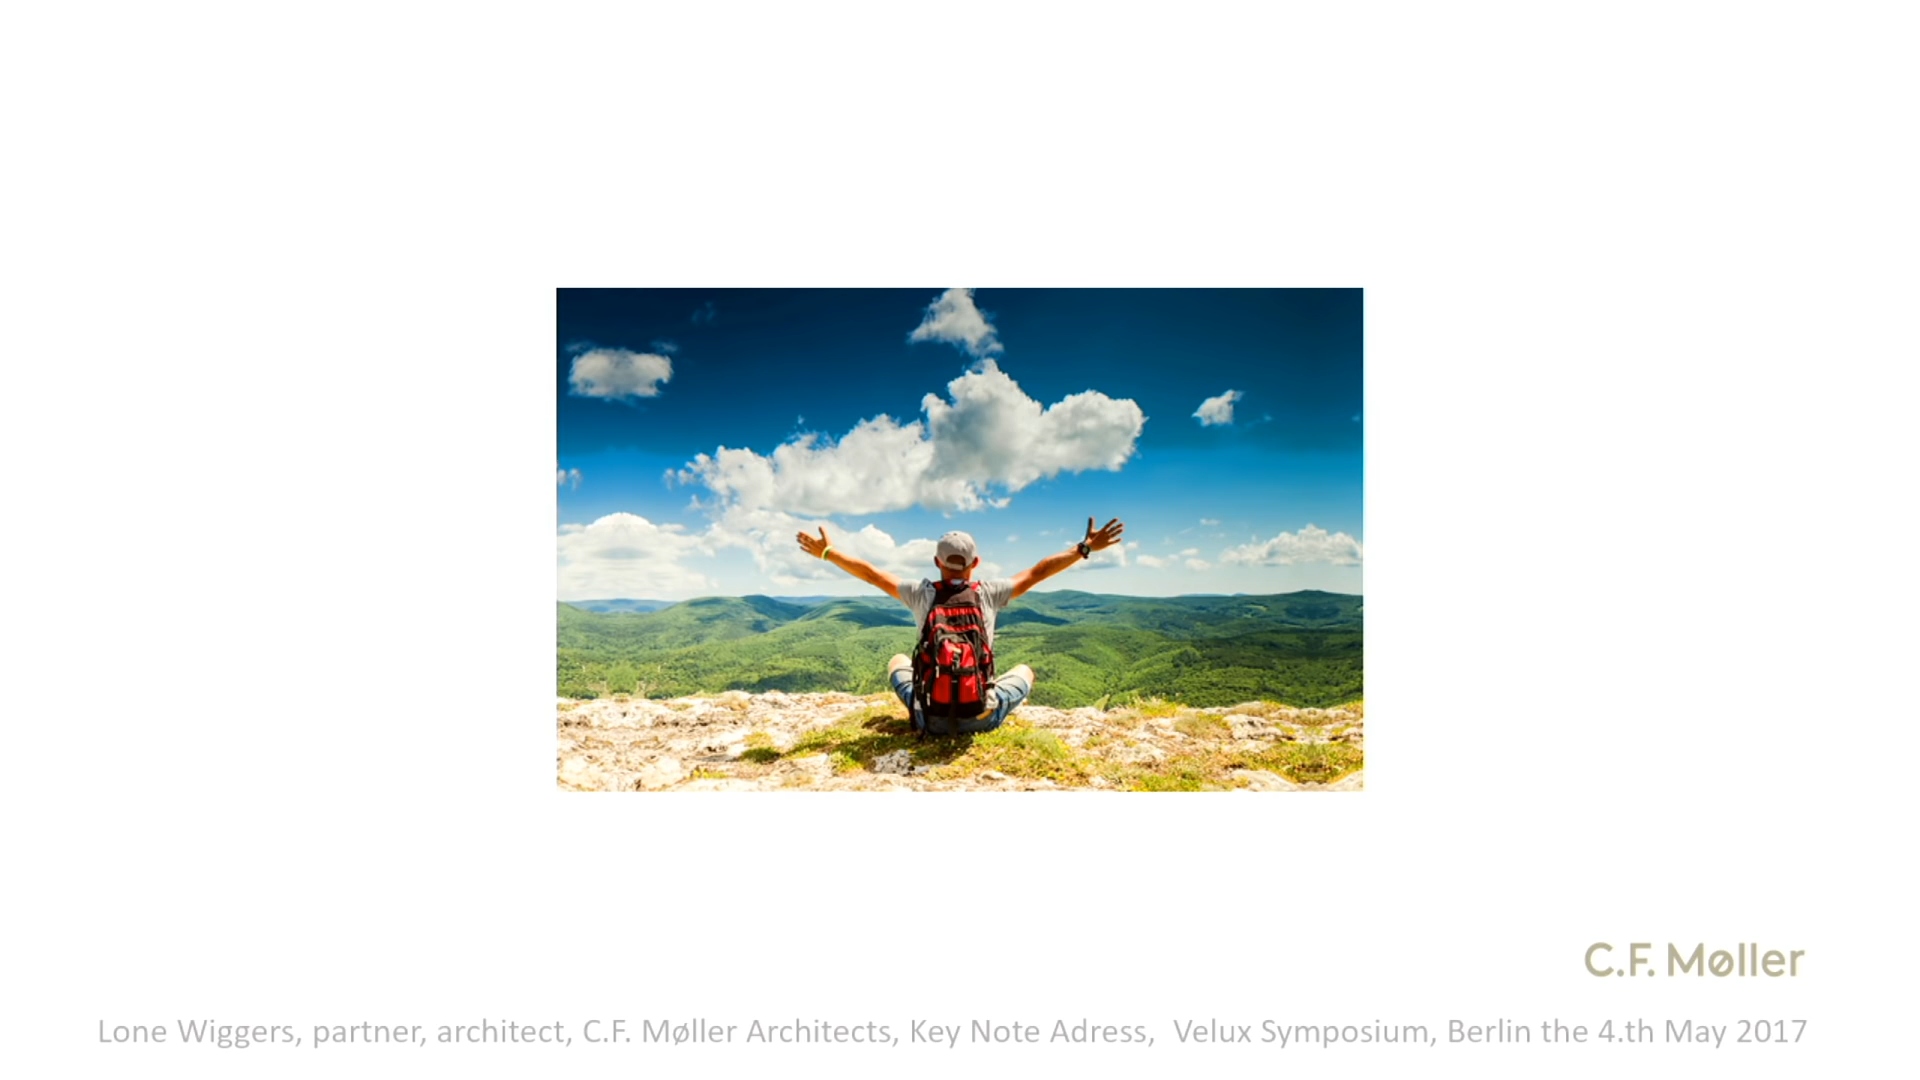 C.F. Møller
Lone Wiggers, partner, architect, C.F. Møller Architects, Key Note Adress,  Velux Symposium, Berlin the 4.th May 2017